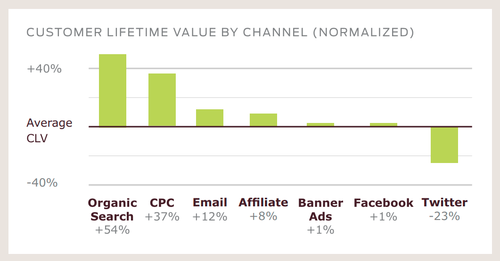 CUSTOMER LIFETIME VALUE BY CHANNEL (NORMALIZED)
+40%
Average
CLV
-40%
Organic
Search
+54%
CPC
+37%
Email
+12%
Affiliate
+8%
Banner
Ads
+1%
Facebook
+1%
Twitter
-23%